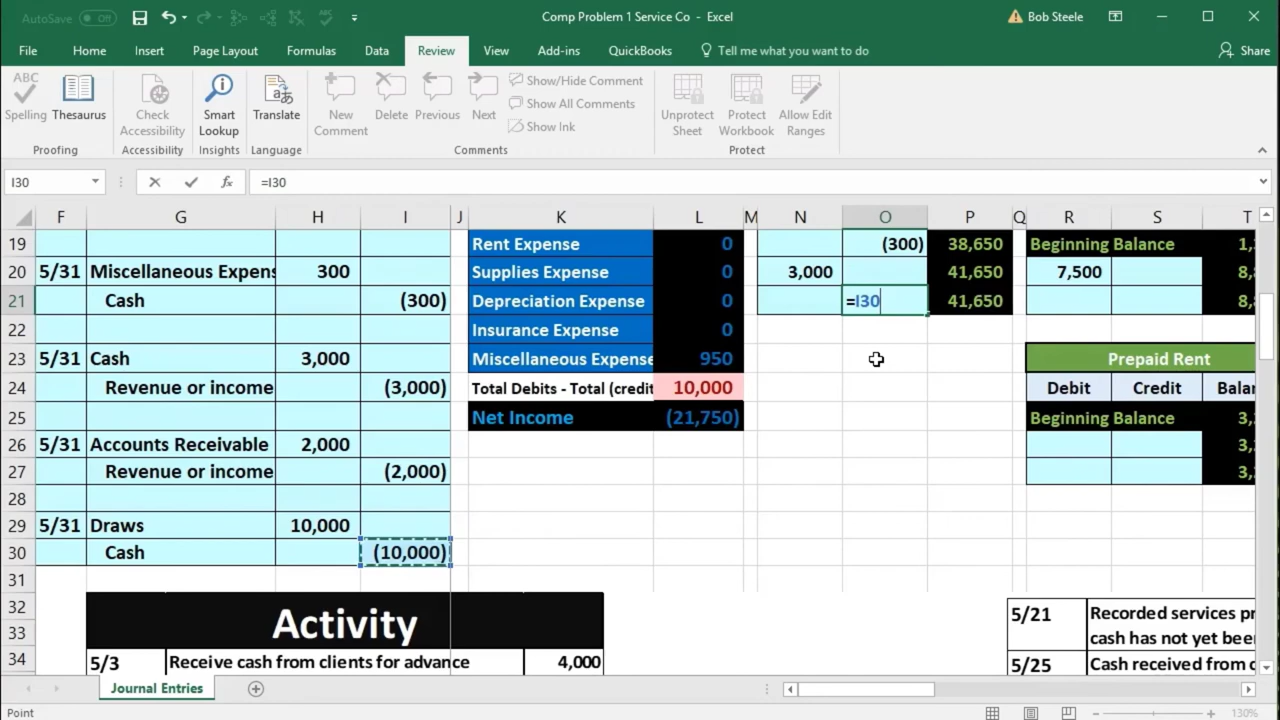 AutoSave Off Comp Problem 1 Service Co - Excel Bob Steele
File Home Insert Page Layout Formulas Data Review View Add-ins QuickBooks Tell me what you want to do Share
ABC
Spelling Thesaurus Check Accessibility Smart Lookup Translate New Comment Delete Previous Next Show/Hide Comment Unprotect Sheet Protect Workbook Allow Edit Ranges
Show All Comments
Show Ink
Proofing Accessibility Insights Language Comments Protect
I30 fx =I30
F G H I J K L M N O P Q R S T
19 Rent Expense 0 (300) 38,650 Beginning Balance
20 5/31 Miscellaneous Expens 300 Supplies Expense 0 3,000 41,650 7,500
21 Cash (300) Depreciation Expense 0 =I30 41,650
22 Insurance Expense 0
23 5/31 Cash 3,000 Miscellaneous Expense 950 Prepaid Rent
24 Revenue or income (3,000) Total Debits - Total (credit 10,000 Debit Credit Balar
25 Net Income (21,750) Beginning Balance
26 5/31 Accounts Receivable 2,000
27 Revenue or income (2,000)
28
29 5/31 Draws 10,000
30 Cash (10,000)
31
32 Activity 5/21 Recorded services pr
33 cash has not yet bee
34 5/3 Receive cash from clients for advance 4,000 5/25 Cash received from c
Journal Entries
Point 130%